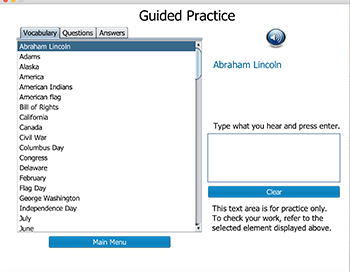 Guided Practice
Vocabulary Questions Answers
Abraham Lincoln
Adams
Alaska
America
American Indians
American flag
Bill of Rights
California
Canada
Civil War
Columbus Day
Congress
Delaware
February
Flag Day
George Washington
Independence Day
July
June
Main Menu
Abraham Lincoln
Type what you hear and press enter.
Clear
This text area is for practice only.
To check your work, refer to the
selected element displayed above.